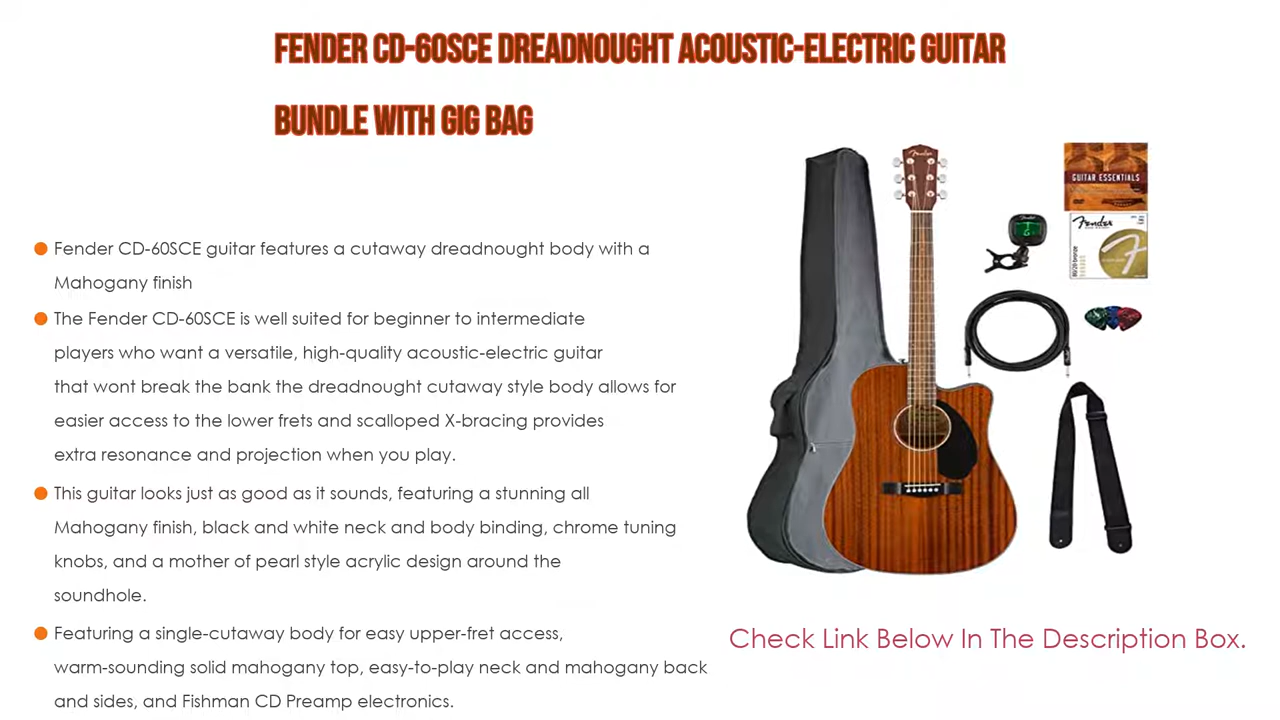 FENDER CD-60SCE DREADNOUGHT ACOUSTIC-ELECTRIC GUITAR
BUNDLE WITH GIG BAG
Fender CD-60SCE guitar features a cutaway dreadnought body with a
Mahogany finish
The Fender CD-60SCE is well suited for beginner to intermediate
players who want a versatile, high-quality acoustic-electric guitar
that wont break the bank the dreadnought cutaway style body allows for
easier access to the lower frets and scalloped X-bracing provides
extra resonance and projection when you play.
This guitar looks just as good as it sounds, featuring a stunning all
Mahogany finish, black and white neck and body binding, chrome tuning
knobs, and a mother of pearl style acrylic design around the
soundhole.
Featuring a single-cutaway body for easy upper-fret access,
warm-sounding solid mahogany top, easy-to-play neck and mahogany back
and sides, and Fishman CD Preamp electronics.
Fender
Fender
GUITAR ESSENTIALS
Fender
80/20 bronze
Check Link Below In The Description Box.